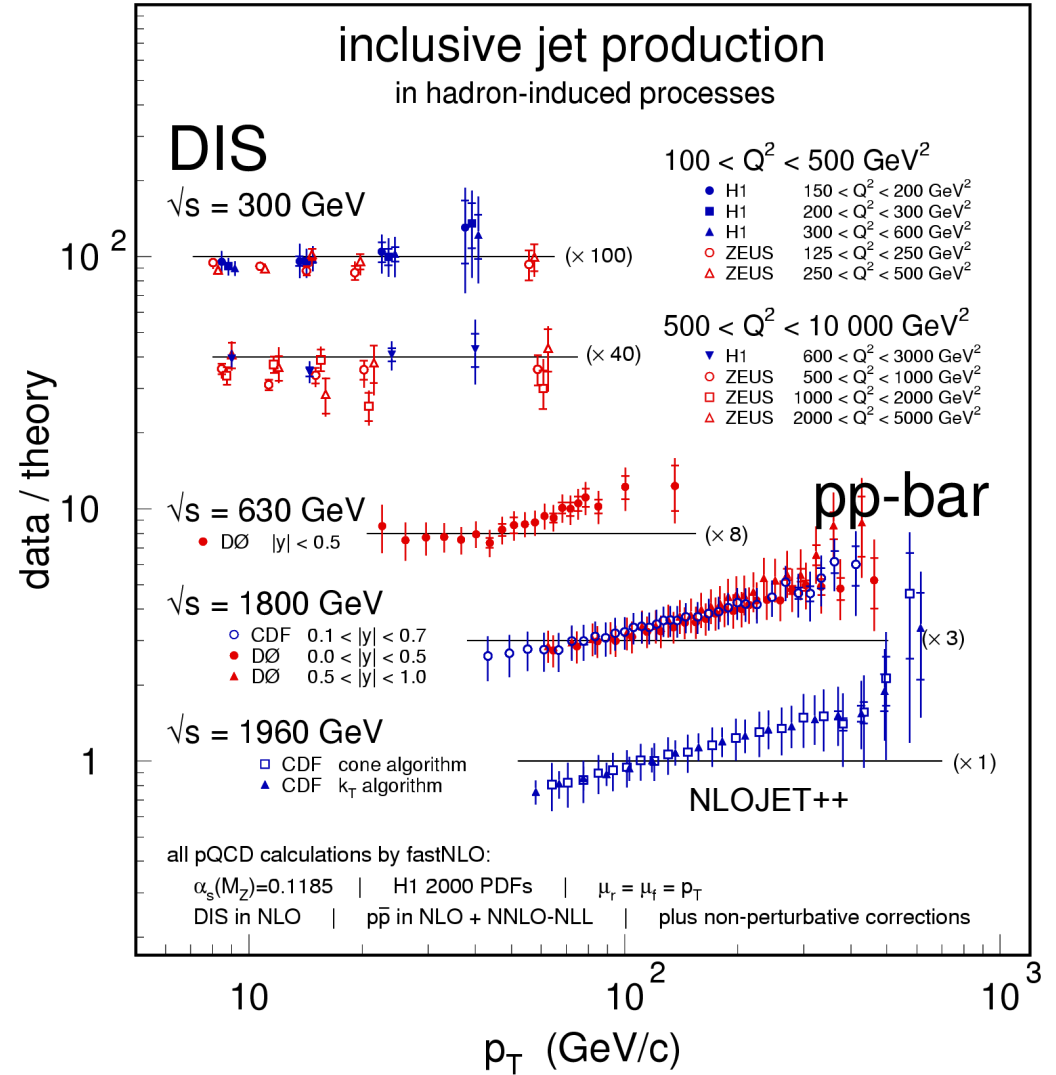 inclusive jet production
in hadron-induced processes
DIS
√s = 300 GeV
100 < Q² < 500 GeV²
H1 150 < Q² < 200 GeV²
H1 200 < Q² < 300 GeV²
H1 300 < Q² < 600 GeV²
ZEUS 125 < Q² < 250 GeV²
ZEUS 250 < Q² < 500 GeV²
10²
(× 100)
500 < Q² < 10 000 GeV²
H1 600 < Q² < 3000 GeV²
ZEUS 500 < Q² < 1000 GeV²
ZEUS 1000 < Q² < 2000 GeV²
ZEUS 2000 < Q² < 5000 GeV²
(× 40)
data / theory
pp-bar
10
√s = 630 GeV
DØ |y| < 0.5
(× 8)
√s = 1800 GeV
CDF 0.1 < |y| < 0.7
DØ 0.0 < |y| < 0.5
DØ 0.5 < |y| < 1.0
(× 3)
√s = 1960 GeV
CDF cone algorithm
CDF k_T algorithm
1
(× 1)
NLOJET++
all pQCD calculations by fastNLO:
α_s(M_Z)=0.1185 | H1 2000 PDFs | μ_r = μ_f = p_T
DIS in NLO | pp̅ in NLO + NNLO-NLL | plus non-perturbative corrections
10 10² 10³
p_T (GeV/c)